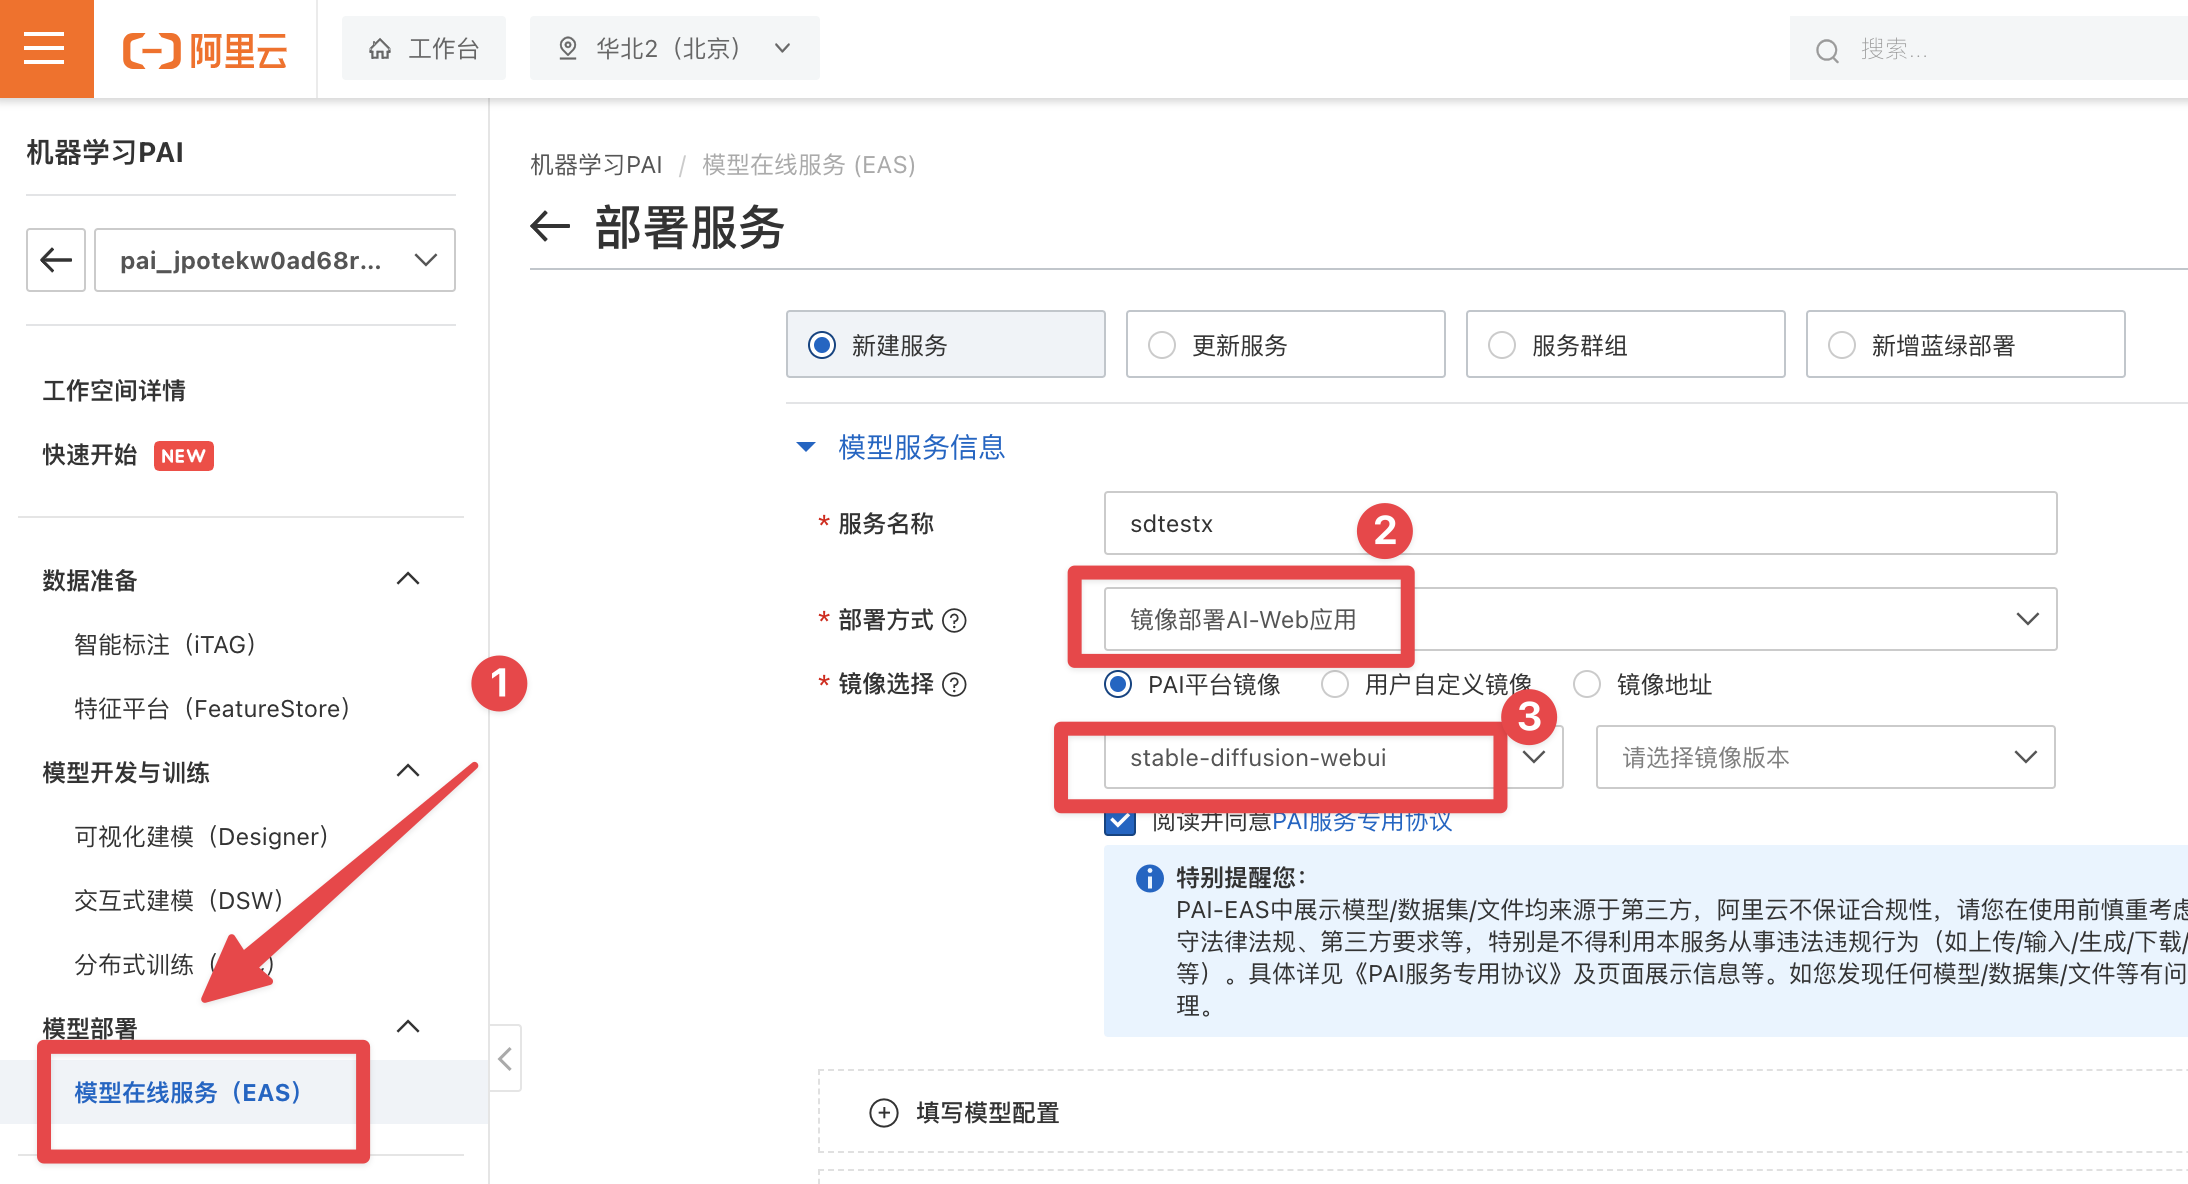 阿里云
工作台
华北2（北京）
搜索...
机器学习PAI
pai_jpotekw0ad68r...
工作空间详情
快速开始 NEW
数据准备
智能标注（iTAG）
特征平台（FeatureStore）
模型开发与训练
可视化建模（Designer）
交互式建模（DSW）
分布式训练（
模型部署
模型在线服务（EAS）
1
机器学习PAI / 模型在线服务 (EAS)
部署服务
新建服务
更新服务
服务群组
新增蓝绿部署
模型服务信息
* 服务名称
sdtestx
2
* 部署方式 ?
镜像部署AI-Web应用
* 镜像选择 ?
PAI平台镜像
用户自定义镜像
镜像地址
3
stable-diffusion-webui
请选择镜像版本
阅读并同意PAI服务专用协议
特别提醒您：
PAI-EAS中展示模型/数据集/文件均来源于第三方，阿里云不保证合规性，请您在使用前慎重考虑
守法律法规、第三方要求等，特别是不得利用本服务从事违法违规行为（如上传/输入/生成/下载/
等）。具体详见《PAI服务专用协议》及页面展示信息等。如您发现任何模型/数据集/文件等有问
理。
填写模型配置